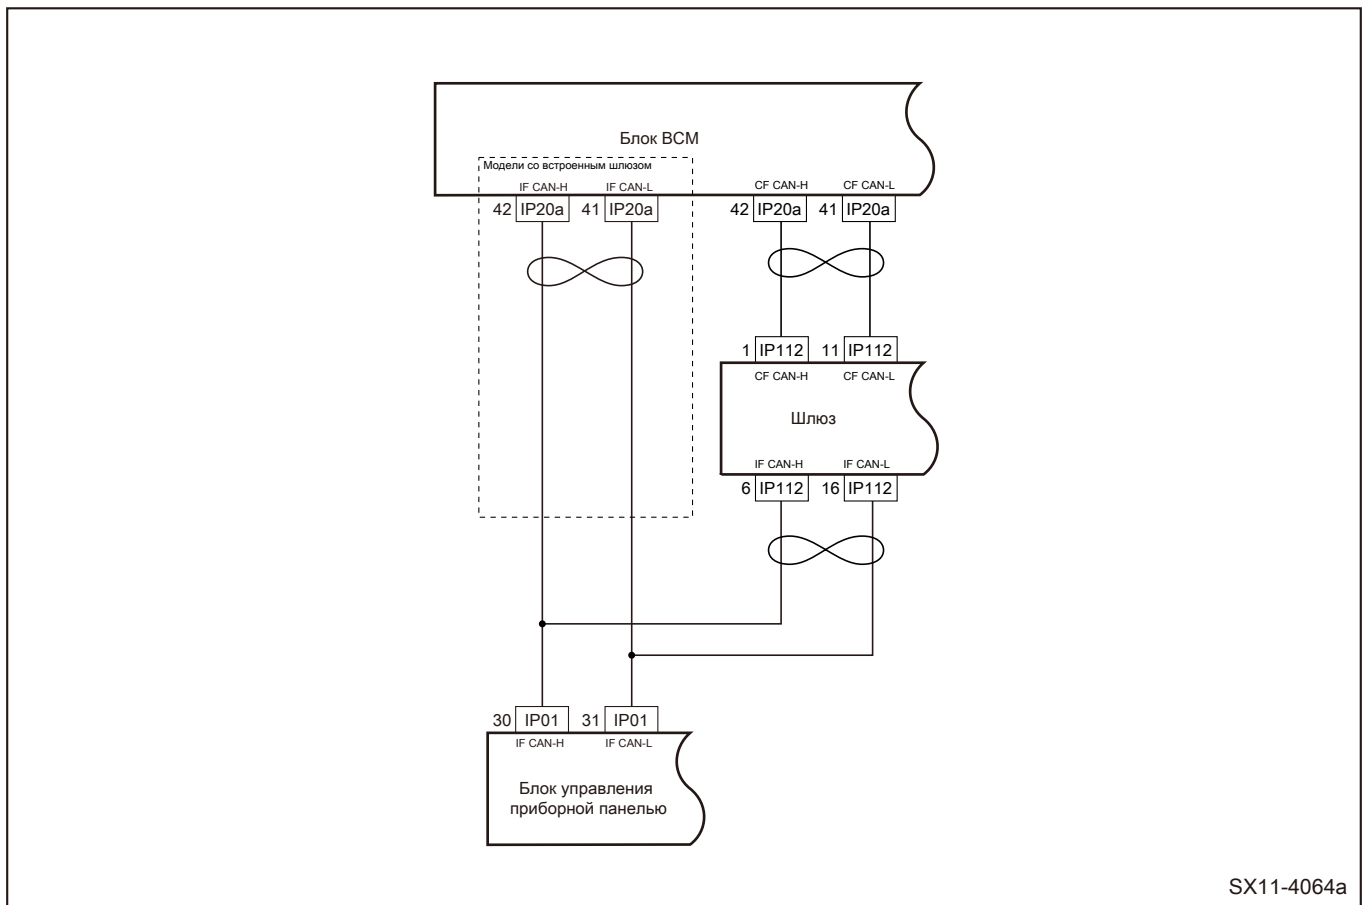 Блок BCM
Модели со встроенным шлюзом
IF CAN-H IF CAN-L CF CAN-H CF CAN-L
42 IP20a 41 IP20a 42 IP20a 41 IP20a
1 IP112 11 IP112
CF CAN-H CF CAN-L
Шлюз
IF CAN-H IF CAN-L
6 IP112 16 IP112
30 IP01 31 IP01
IF CAN-H IF CAN-L
Блок управления
приборной панелью
SX11-4064a